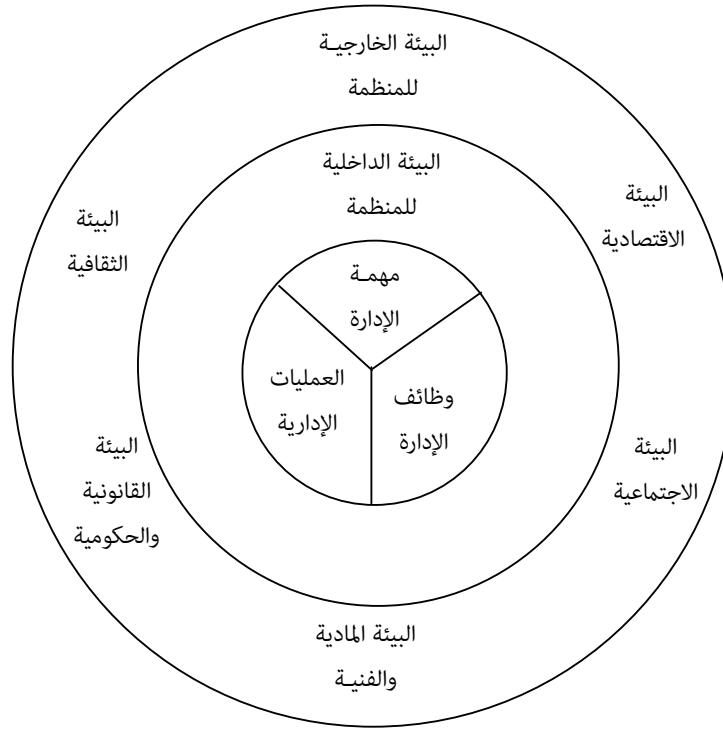 البيئة الخارجيـة
للمنظمة
البيئة الداخلية
للمنظمة
البيئة
الاقتصادية
البيئة
الثقافية
مهمـة
الإدارة
وظائف
الإدارة
العمليات
الإدارية
البيئة
الاجتماعية
البيئة
القانونية
والحكومية
البيئة المادية
والفنيـة